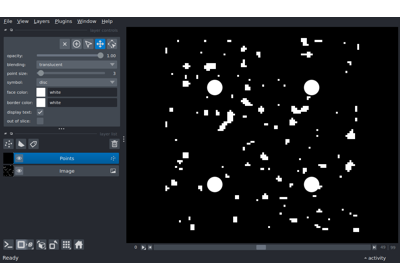 File View Layers Plugins Window Help
opacity: 1.00
blending: translucent
point size:
symbol: disc
face color: white
border color: white
display text:
out of slice:
Points
Image
0
Ready
activity